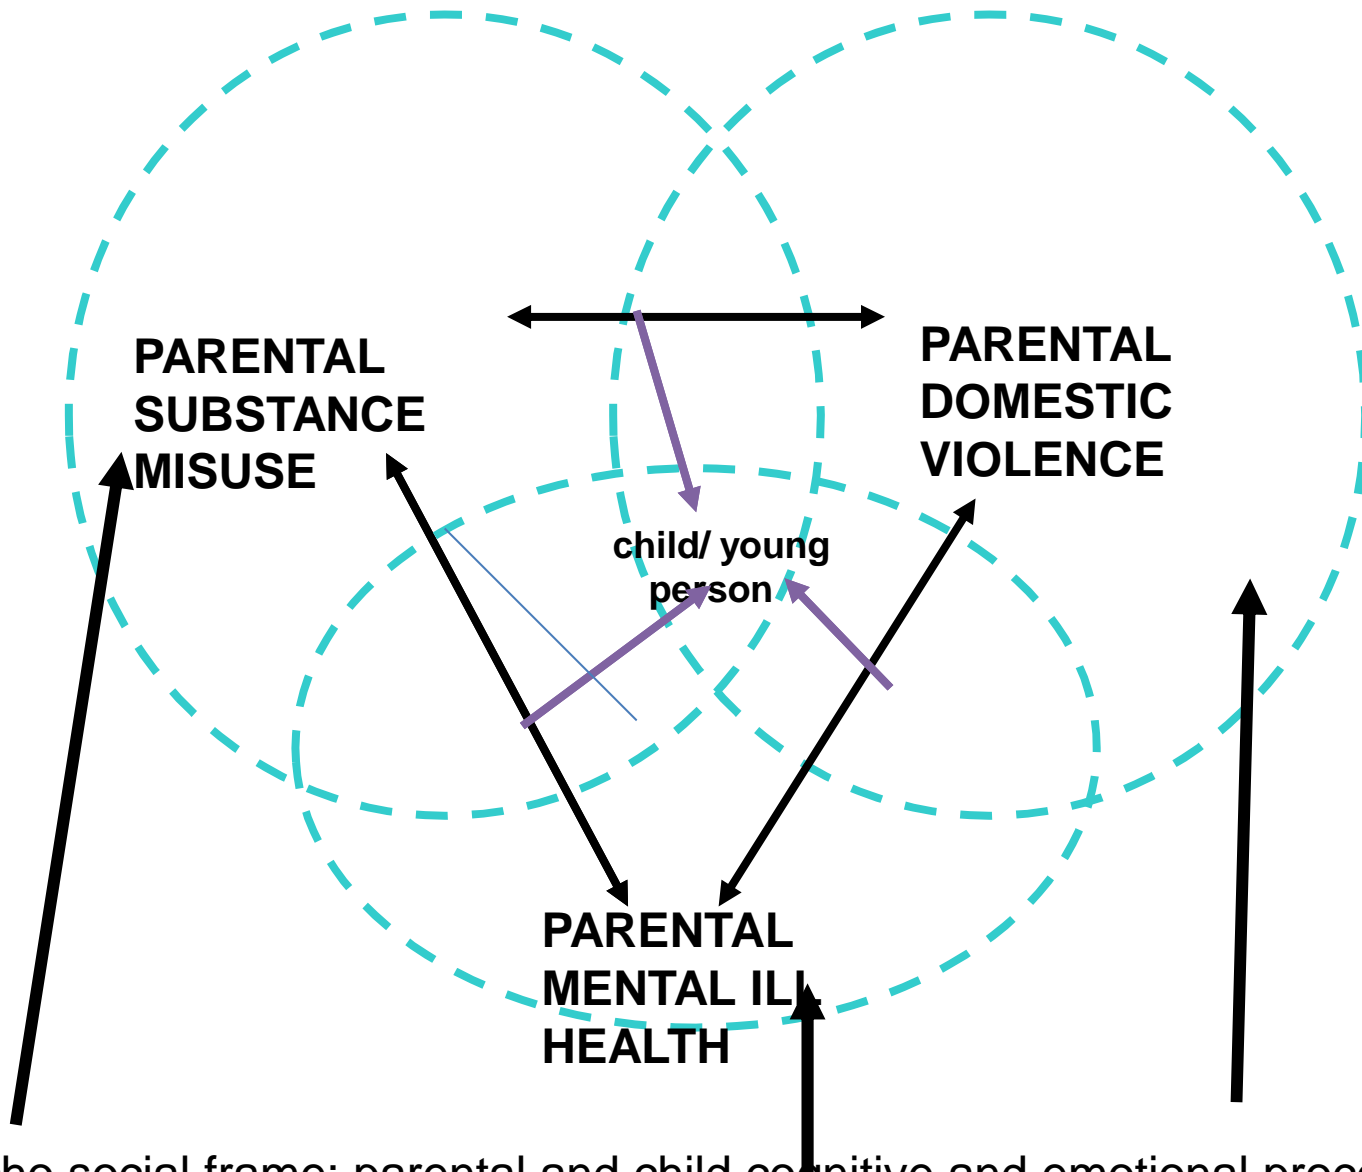 PARENTAL
SUBSTANCE
MISUSE
PARENTAL
DOMESTIC
VIOLENCE
child/ young
person
PARENTAL
MENTAL ILL
HEALTH
social frame: parental and child cognitive and emotional